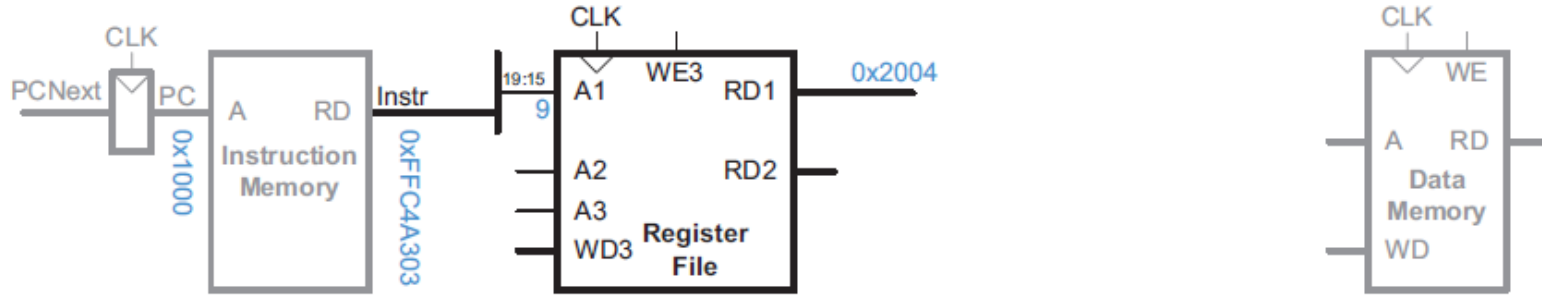 CLK
PCNext
PC
0x1000
A
RD
Instruction
Memory
Instr
0xFFC4A303
19:15
9
CLK
A1
WE3
RD1
0x2004
A2
RD2
A3
WD3
Register
File
CLK
WE
A
RD
Data
Memory
WD